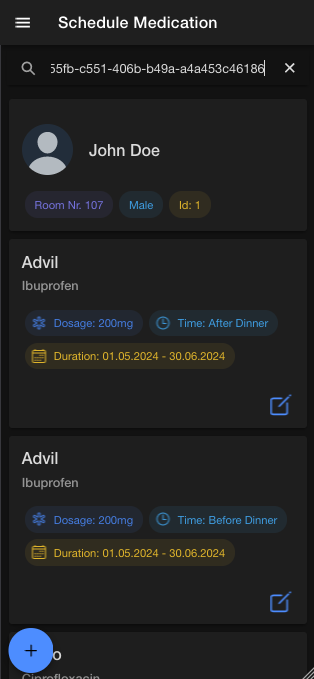 Schedule Medication
55fb-c551-406b-b49a-a4a453c46186
John Doe
Room Nr. 107 Male Id: 1
Advil
Ibuprofen
Dosage: 200mg Time: After Dinner
Duration: 01.05.2024 - 30.06.2024
Advil
Ibuprofen
Dosage: 200mg Time: Before Dinner
Duration: 01.05.2024 - 30.06.2024
Ciprofloxacin